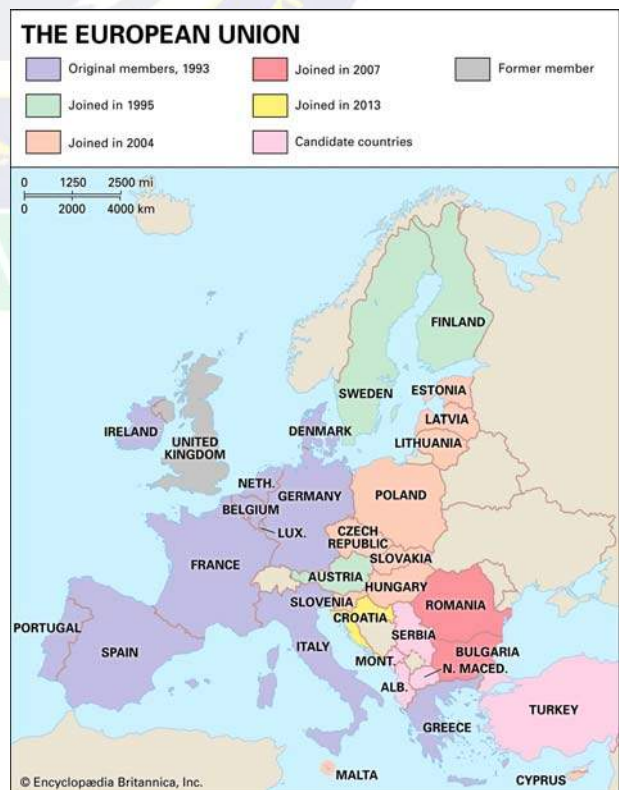 THE EUROPEAN UNION
Original members, 1993
Joined in 1995
Joined in 2004
Joined in 2007
Joined in 2013
Candidate countries
Former member
0 1250 2500 mi
0 2000 4000 km
FINLAND
SWEDEN
ESTONIA
LATVIA
LITHUANIA
DENMARK
IRELAND
UNITED
KINGDOM
NETH.
BELGIUM
LUX.
GERMANY
POLAND
CZECH
REPUBLIC
SLOVAKIA
FRANCE
AUSTRIA
HUNGARY
SLOVENIA
CROATIA
ROMANIA
PORTUGAL
SPAIN
ITALY
SERBIA
BULGARIA
MONT.
N. MACED.
ALB.
TURKEY
GREECE
MALTA
CYPRUS
© Encyclopædia Britannica, Inc.